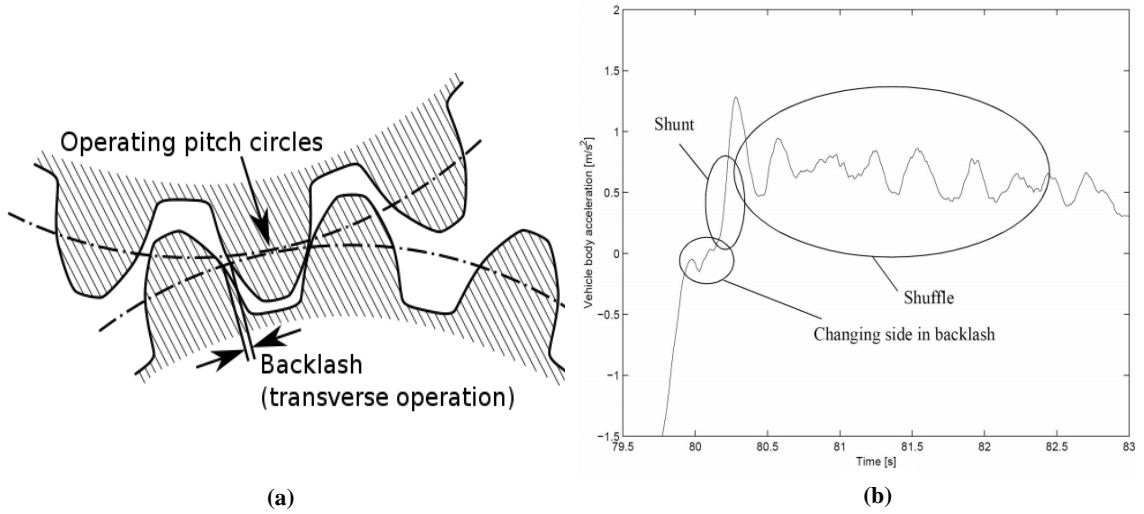 Operating pitch circles
Backlash
(transverse operation)
(a)
2
1.5
1
0.5
0
−0.5
−1
−1.5
Vehicle body acceleration [m/s²]
Shunt
Shuffle
Changing side in backlash
79.5
80
80.5
81
81.5
82
82.5
83
Time [s]
(b)